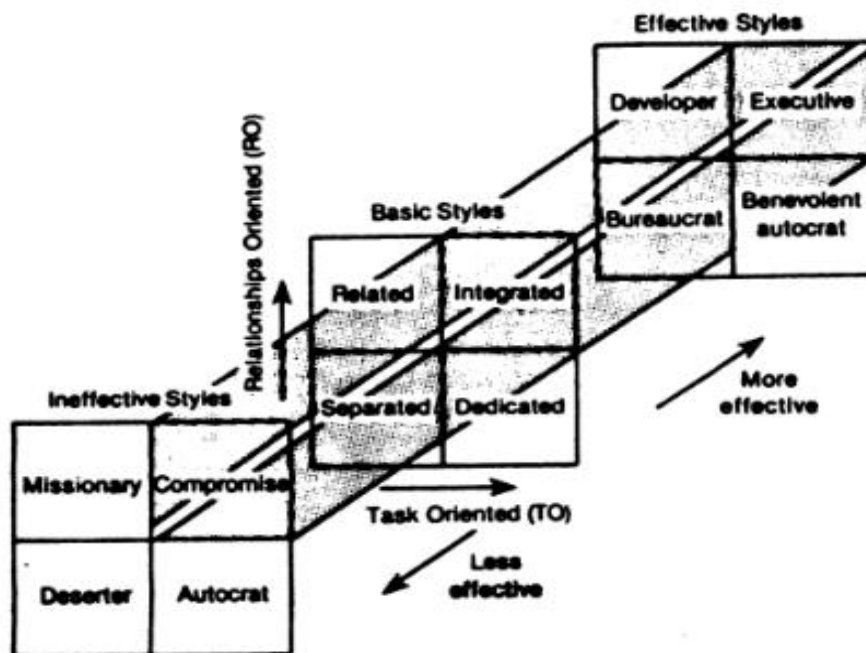 Effective Styles
Developer
Executive
Bureaucrat
Benevolent
autocrat
Relationships Oriented (RO)
Basic Styles
Related
Integrated
Separated
Dedicated
More
effective
Ineffective Styles
Missionary
Compromise
Deserter
Autocrat
Task Oriented (TO)
Less
effective